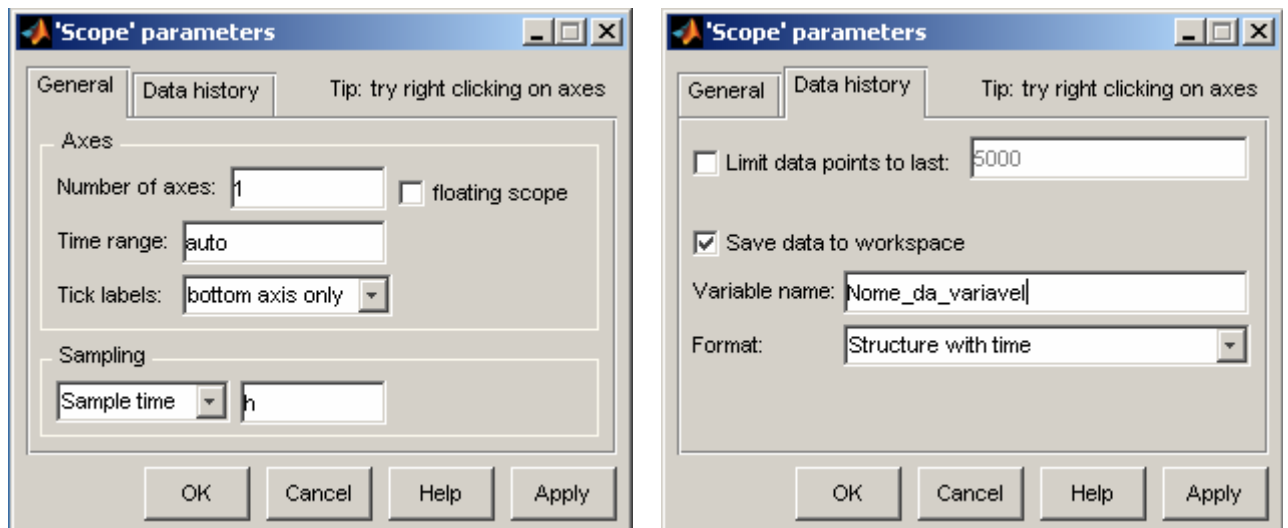 'Scope' parameters
General
Data history
Tip: try right clicking on axes
Axes
Number of axes: 1
floating scope
Time range: auto
Tick labels: bottom axis only
Sampling
Sample time h
OK Cancel Help Apply
'Scope' parameters
General
Data history
Tip: try right clicking on axes
Limit data points to last: 5000
Save data to workspace
Variable name: Nome_da_variavel
Format: Structure with time
OK Cancel Help Apply